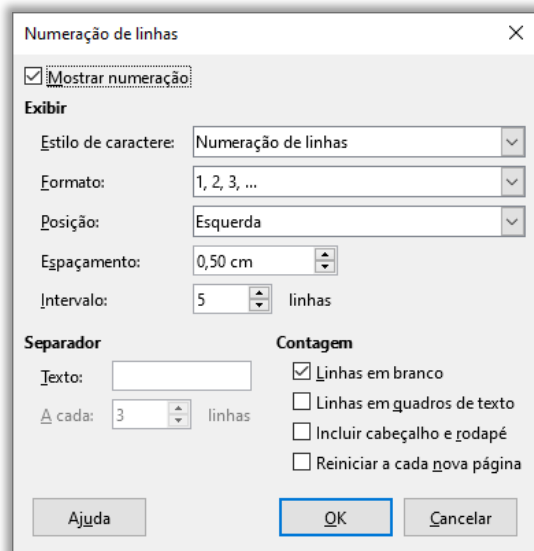 Numeração de linhas
Mostrar numeração
Exibir
Estilo de caractere: Numeração de linhas
Formato: 1, 2, 3, ...
Posição: Esquerda
Espaçamento: 0,50 cm
Intervalo: 5 linhas
Separador
Texto:
A cada: 3 linhas
Contagem
Linhas em branco
Linhas em quadros de texto
Incluir cabeçalho e rodapé
Reiniciar a cada nova página
Ajuda OK Cancelar